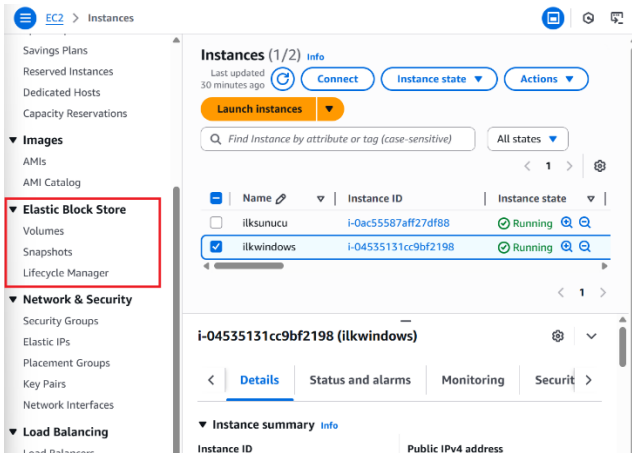 EC2 > Instances
Savings Plans
Reserved Instances
Dedicated Hosts
Capacity Reservations
Images
AMIs
AMI Catalog
Elastic Block Store
Volumes
Snapshots
Lifecycle Manager
Network & Security
Security Groups
Elastic IPs
Placement Groups
Key Pairs
Network Interfaces
Load Balancing
Load Balancers
Instances (1/2) Info
Last updated
30 minutes ago
Connect
Instance state
Actions
Launch instances
Find Instance by attribute or tag (case-sensitive)
All states
1
Name
Instance ID
Instance state
ilksunucu i-0ac55587aff27df88 Running
ilkwindows i-04535131cc9bf2198 Running
1
i-04535131cc9bf2198 (ilkwindows)
Details
Status and alarms
Monitoring
Securit
Instance summary Info
Instance ID
Public IPv4 address